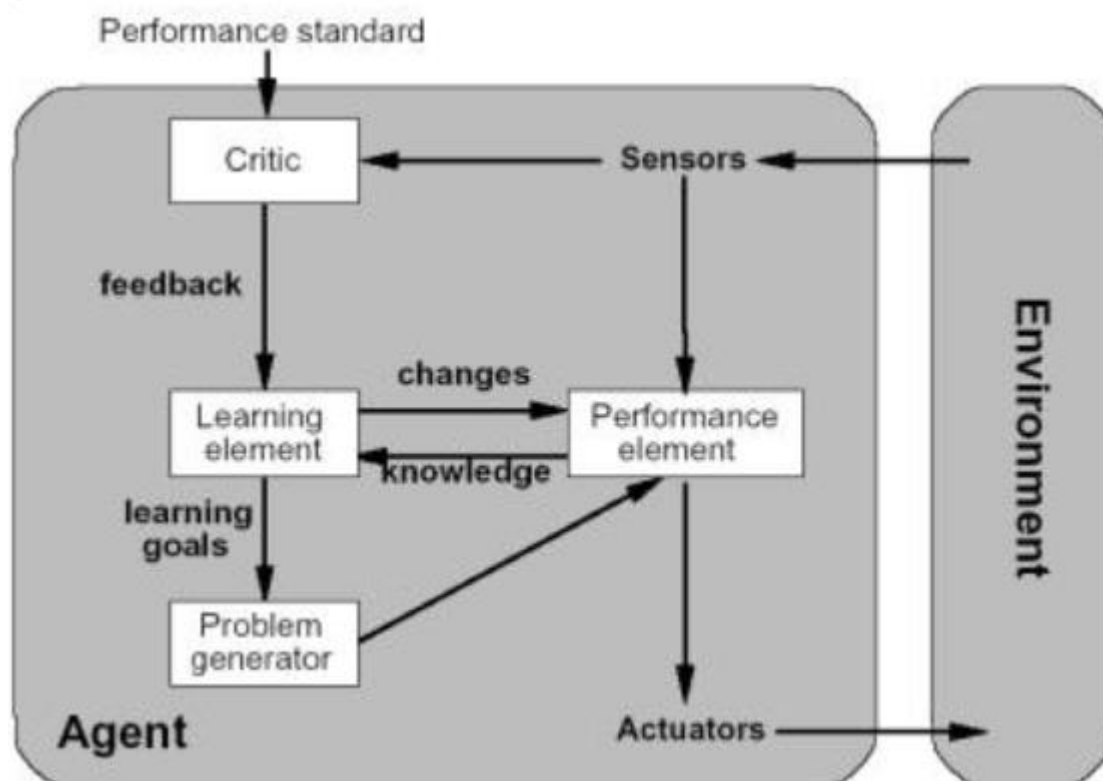 Performance standard
Critic
Sensors
feedback
changes
Learning
element
Performance
element
knowledge
learning
goals
Problem
generator
Agent
Actuators
Environment